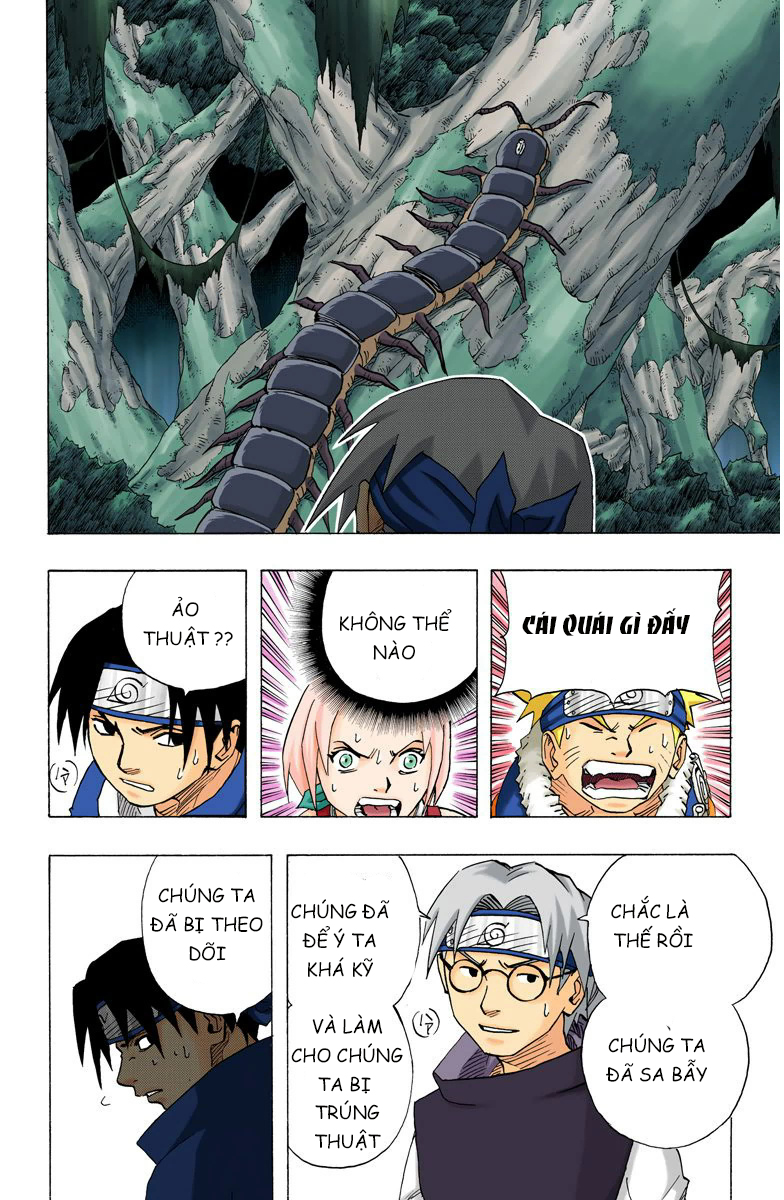 CÁI QUÁI GÌ ĐẤY
KHÔNG THỂ
NÀO
ẢO
THUẬT ??
CHẮC LÀ
THẾ RỒI
CHÚNG TA
ĐÃ SA BẪY
CHÚNG ĐÃ
ĐỂ Ý TA
KHÁ KỸ
VÀ LÀM
CHO CHÚNG
TA BỊ
TRÚNG
THUẬT
CHÚNG TA
ĐÃ BỊ THEO
DÕI